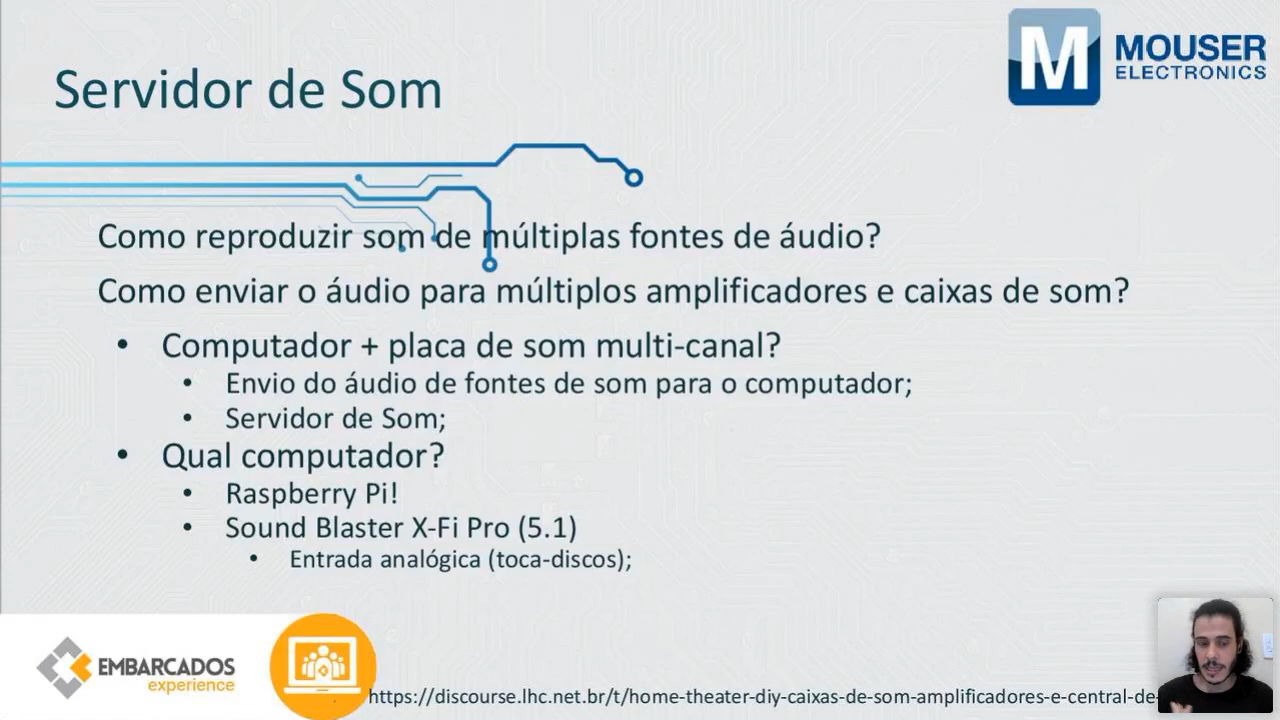 Servidor de Som
M MOUSER
ELECTRONICS
Como reproduzir som de múltiplas fontes de áudio?
Como enviar o áudio para múltiplos amplificadores e caixas de som?
• Computador + placa de som multi-canal?
• Envio do áudio de fontes de som para o computador;
• Servidor de Som;
• Qual computador?
• Raspberry Pi!
• Sound Blaster X-Fi Pro (5.1)
• Entrada analógica (toca-discos);
EMBARCADOS
experience
https://discourse.lhc.net.br/t/home-theater-diy-caixas-de-som-amplificadores-e-central-de-